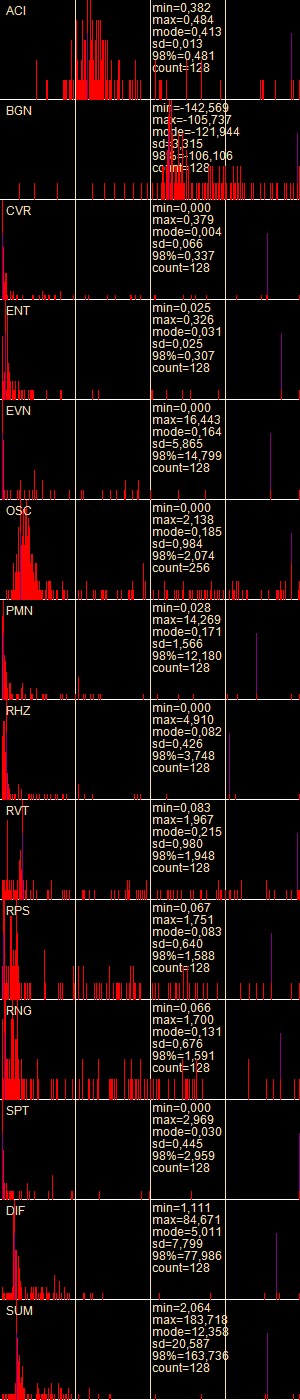 ACI
min=0,382
max=0,484
mode=0,413
sd=0,013
98%=0,481
count=128
BGN
min=-142,569
max=-105,737
mode=-121,944
sd=3,315
98%=-106,106
count=128
CVR
min=0,000
max=0,379
mode=0,004
sd=0,066
98%=0,337
count=128
ENT
min=0,025
max=0,326
mode=0,031
sd=0,025
98%=0,307
count=128
EVN
min=0,000
max=16,443
mode=0,164
sd=5,865
98%=14,799
count=128
OSC
min=0,000
max=2,138
mode=0,185
sd=0,984
98%=2,074
count=256
PMN
min=0,028
max=14,269
mode=0,171
sd=1,566
98%=12,180
count=128
RHZ
min=0,000
max=4,910
mode=0,082
sd=0,426
98%=3,748
count=128
RVT
min=0,083
max=1,967
mode=0,215
sd=0,980
98%=1,948
count=128
RPS
min=0,067
max=1,751
mode=0,083
sd=0,640
98%=1,588
count=128
RNG
min=0,066
max=1,700
mode=0,131
sd=0,676
98%=1,591
count=128
SPT
min=0,000
max=2,969
mode=0,030
sd=0,445
98%=2,959
count=128
DIF
min=1,111
max=84,671
mode=5,011
sd=7,799
98%=77,986
count=128
SUM
min=2,064
max=183,718
mode=12,358
sd=20,587
98%=163,736
count=128